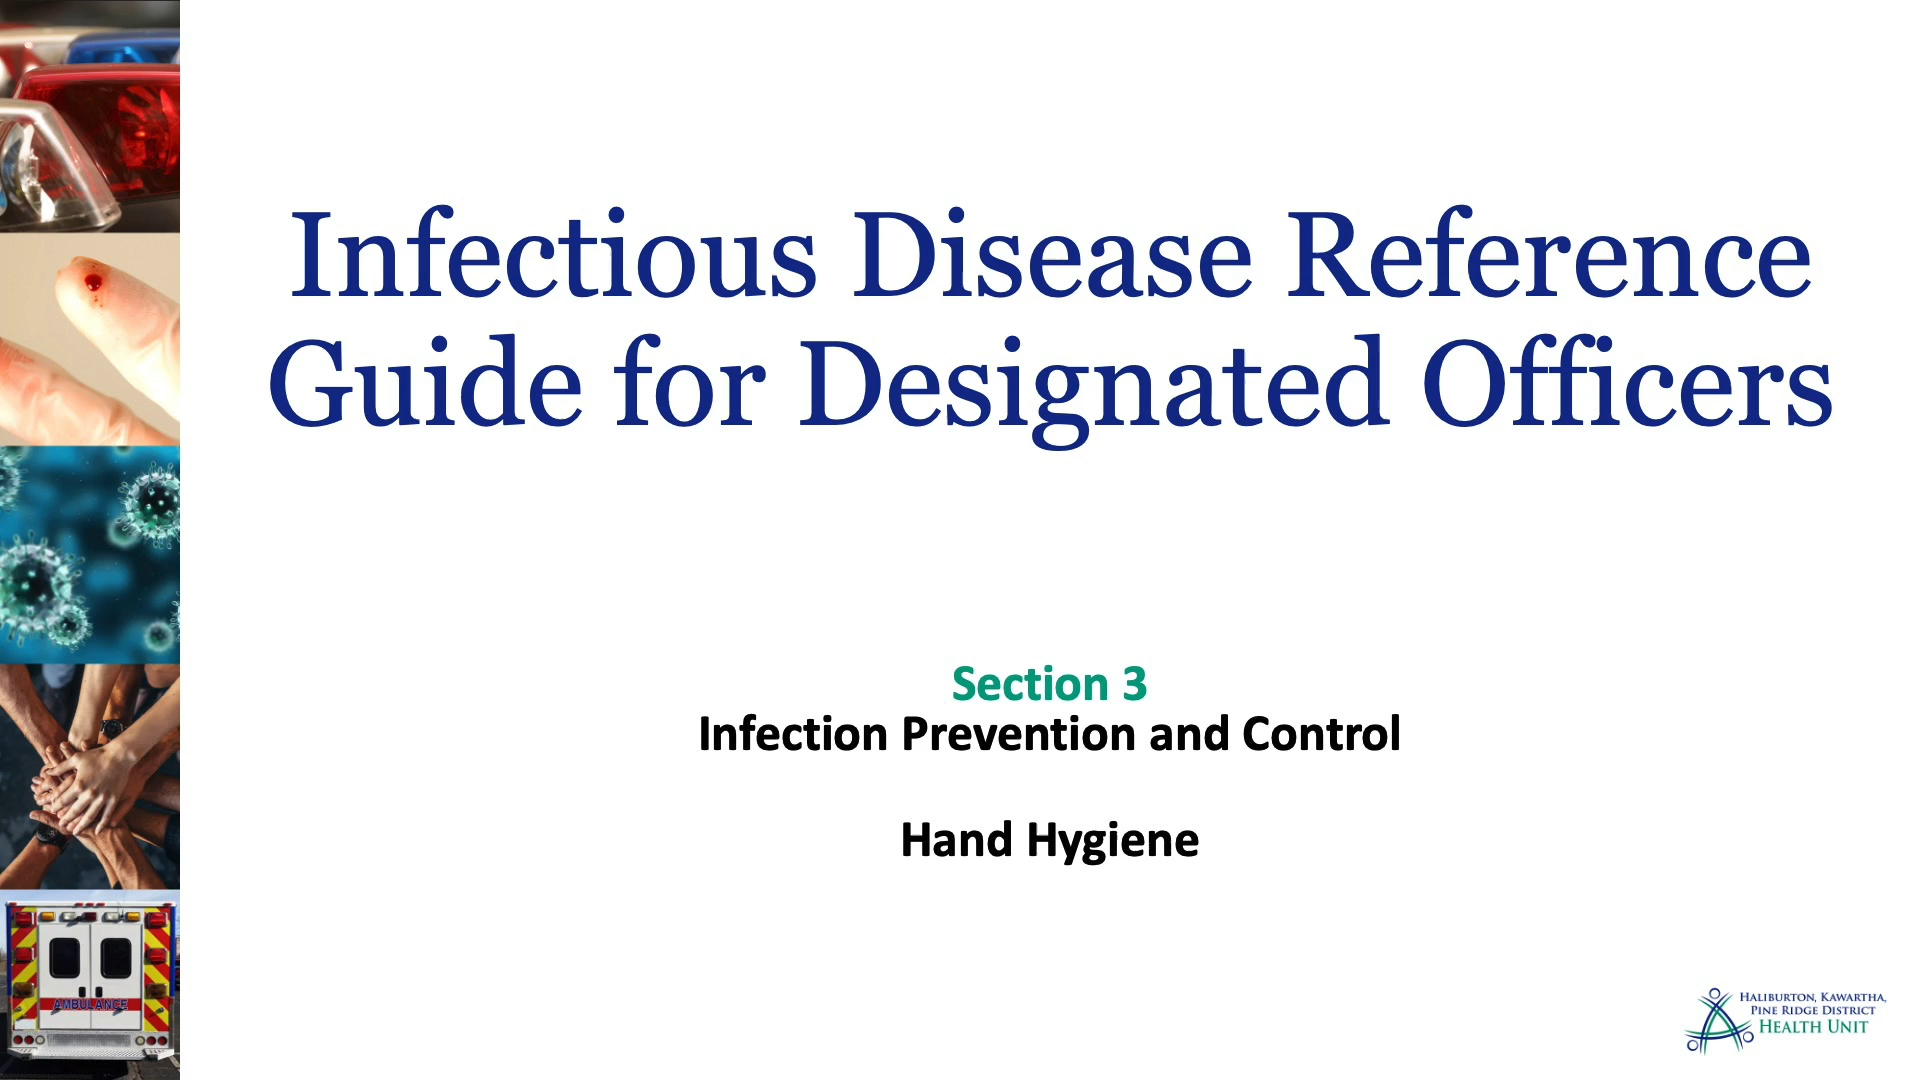 Infectious Disease Reference
Guide for Designated Officers
Section 3
Infection Prevention and Control
Hand Hygiene
AMBULANCE
HALIBURTON, KAWARTHA,
PINE RIDGE DISTRICT
HEALTH UNIT